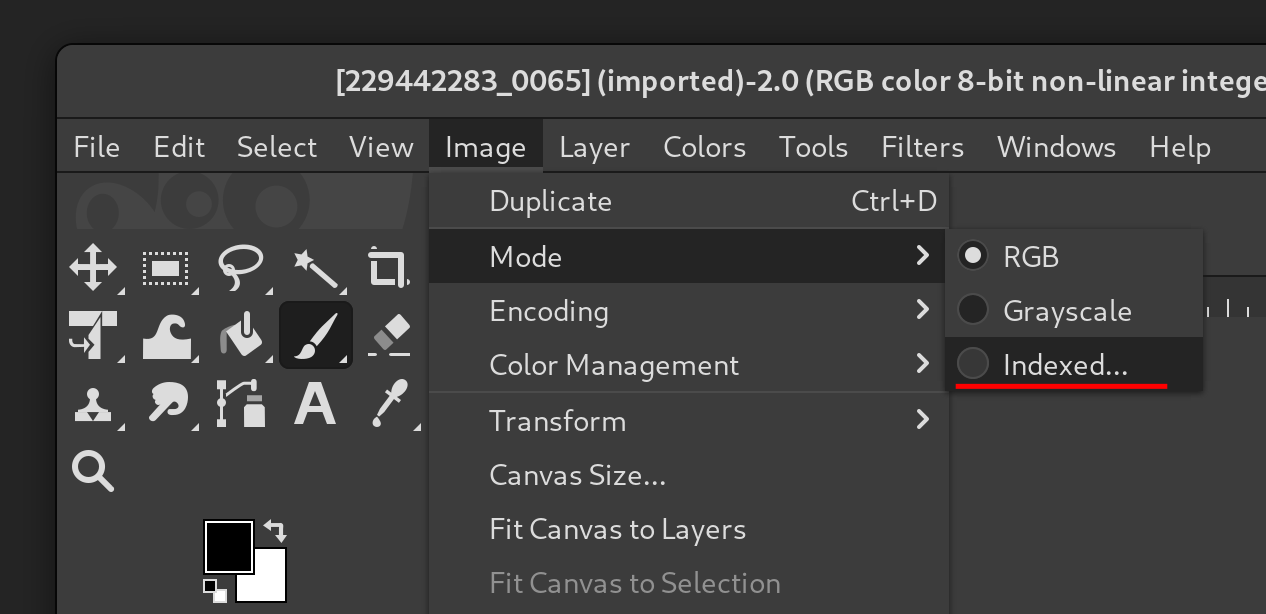 [229442283_0065] (imported)-2.0 (RGB color 8-bit non-linear intege
File Edit Select View Image Layer Colors Tools Filters Windows Help
Duplicate Ctrl+D
Mode
RGB
Encoding
Grayscale
Color Management
Indexed...
Transform
Canvas Size...
Fit Canvas to Layers
Fit Canvas to Selection